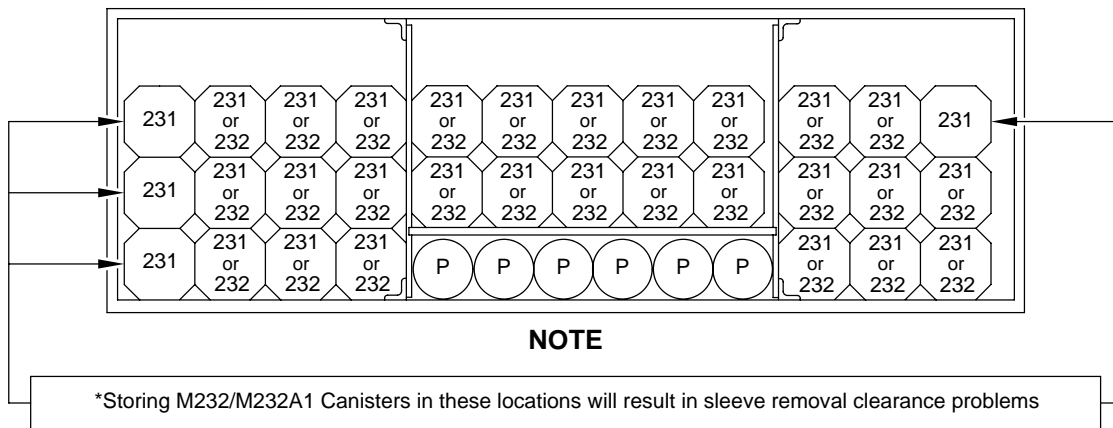 231
231
or
232
231
or
232
231
or
232
231
or
232
231
or
232
231
or
232
231
or
232
231
or
232
231
or
232
231
or
232
231
231
231
or
232
231
or
232
231
or
232
231
or
232
231
or
232
231
or
232
231
or
232
231
or
232
231
or
232
231
or
232
231
or
232
231
231
or
232
231
or
232
231
or
232
P
P
P
P
P
P
231
or
232
231
or
232
231
or
232
NOTE
*Storing M232/M232A1 Canisters in these locations will result in sleeve removal clearance problems